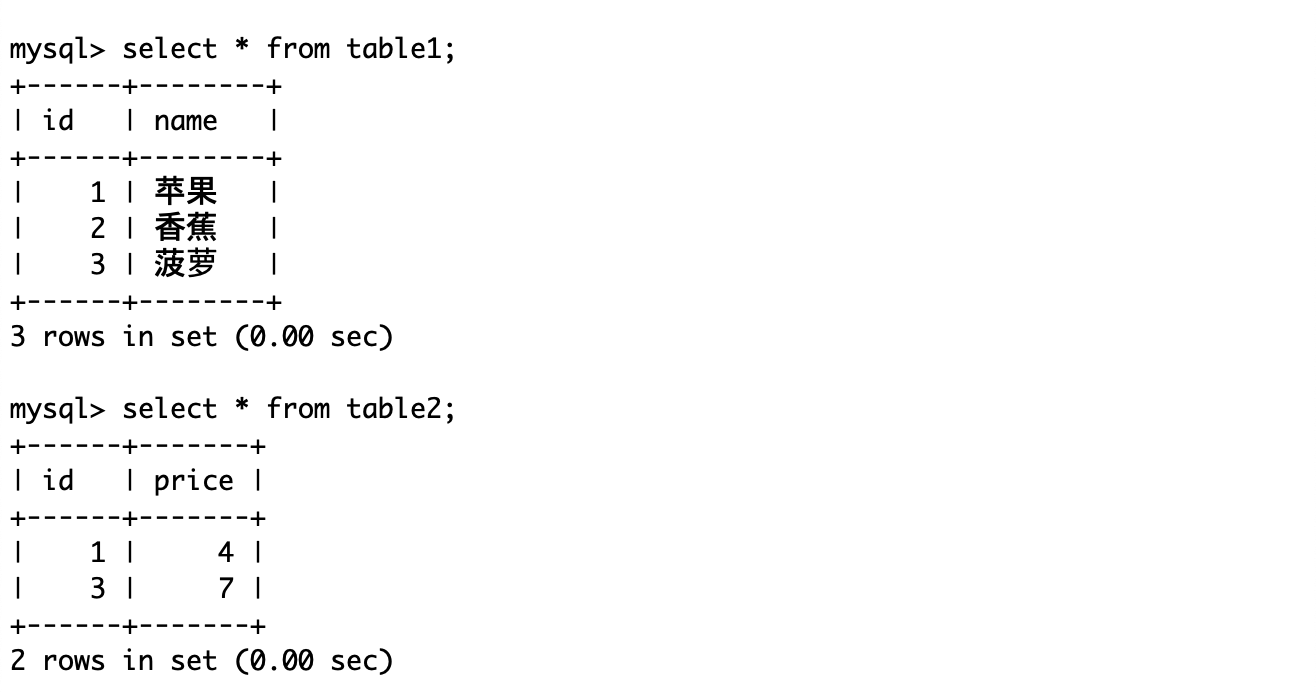 mysql> select * from table1;
+------+--------+
| id   | name   |
+------+--------+
|    1 | 苹果   |
|    2 | 香蕉   |
|    3 | 菠萝   |
+------+--------+
3 rows in set (0.00 sec)
mysql> select * from table2;
+------+-------+
| id   | price |
+------+-------+
|    1 |     4 |
|    3 |     7 |
+------+-------+
2 rows in set (0.00 sec)